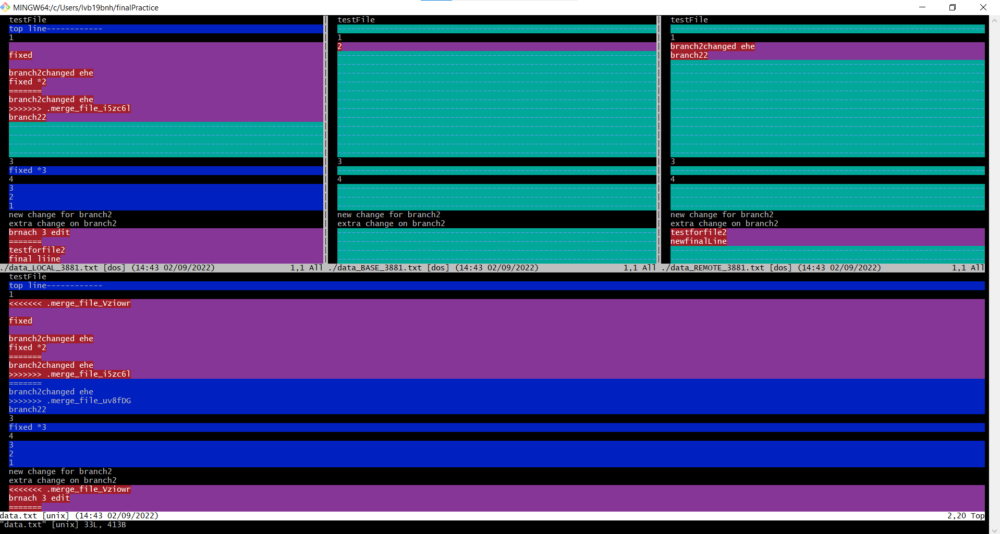 MINGW64:/c/Users/lvb19bnh/finalPractice
testFile
top line------------
1
fixed
branch2changed ehe
fixed *2
=======
branch2changed ehe
>>>>>>> .merge_file_i5zc6l
branch22
3
fixed *3
4
3
2
1
new change for branch2
extra change on branch2
brnach 3 edit
=======
testforfile2
final liine
./data_LOCAL_3881.txt [dos] (14:43 02/09/2022) 1,1 All
testFile
1
2
3
4
new change for branch2
extra change on branch2
./data_BASE_3881.txt [dos] (14:43 02/09/2022) 1,1 All
testFile
1
branch2changed ehe
branch22
3
4
new change for branch2
extra change on branch2
testforfile2
newfinalLine
./data_REMOTE_3881.txt [dos] (14:43 02/09/2022) 1,1 All
testFile
top line------------
1
<<<<<<< .merge_file_Vziowr
fixed
branch2changed ehe
fixed *2
=======
branch2changed ehe
>>>>>>> .merge_file_i5zc6l
=======
branch2changed ehe
>>>>>>> .merge_file_uv8fDG
branch22
3
fixed *3
4
3
2
1
new change for branch2
extra change on branch2
<<<<<<< .merge_file_Vziowr
brnach 3 edit
=======
data.txt [unix] (14:43 02/09/2022) 2,20 Top
"data.txt" [unix] 33L, 413B